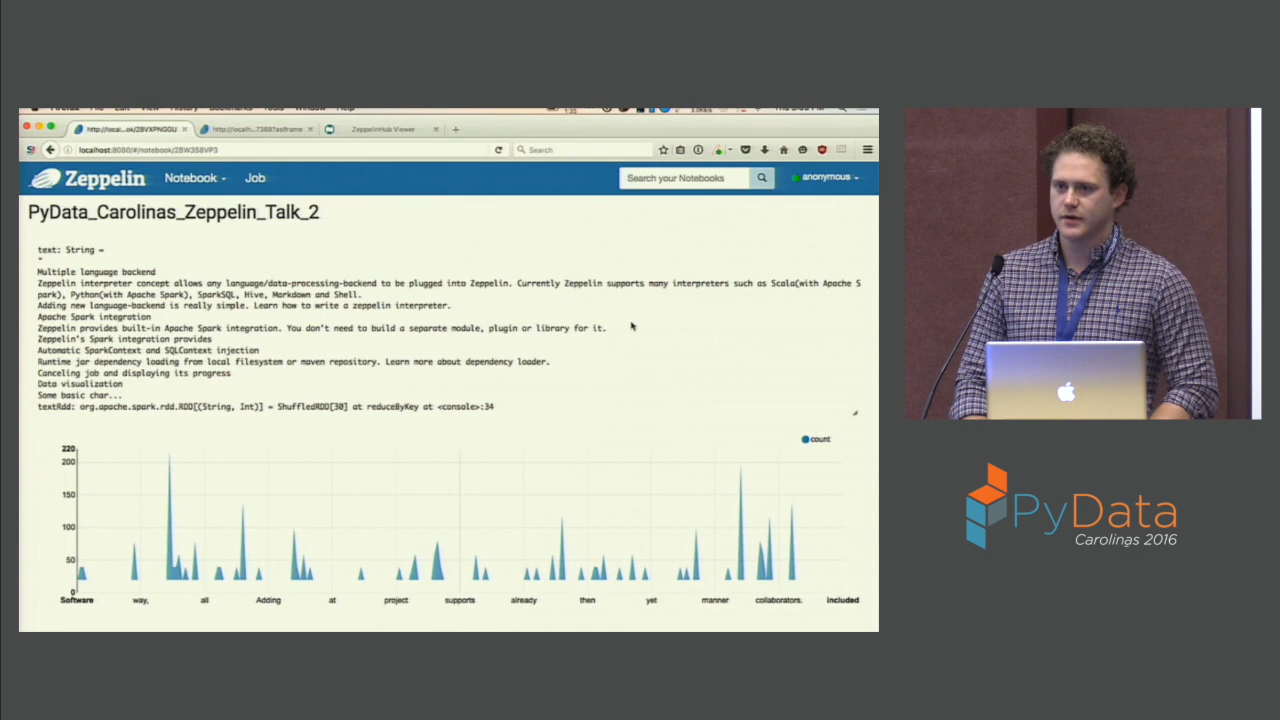 http://local...ok/2BVXPNGGU
http://localh...7368?asIframe
ZeppelinHub Viewer
localhost:8080/#/notebook/2BW358VP3
Search
Zeppelin
Notebook
Job
Search your Notebooks
anonymous
PyData_Carolinas_Zeppelin_Talk_2
text: String =
"
Multiple language backend
Zeppelin interpreter concept allows any language/data-processing-backend to be plugged into Zeppelin. Currently Zeppelin supports many interpreters such as Scala(with Apache S
park), Python(with Apache Spark), SparkSQL, Hive, Markdown and Shell.
Adding new language-backend is really simple. Learn how to write a zeppelin interpreter.
Apache Spark integration
Zeppelin provides built-in Apache Spark integration. You don't need to build a separate module, plugin or library for it.
Zeppelin's Spark integration provides
Automatic SparkContext and SQLContext injection
Runtime jar dependency loading from local filesystem or maven repository. Learn more about dependency loader.
Canceling job and displaying its progress
Data visualization
Some basic char...
textRdd: org.apache.spark.rdd.RDD[(String, Int)] = ShuffledRDD[30] at reduceByKey at <console>:34
count
220
200
150
100
50
0
Software way, all Adding at project supports already then yet manner collaborators. included
PyData
Carolinas 2016